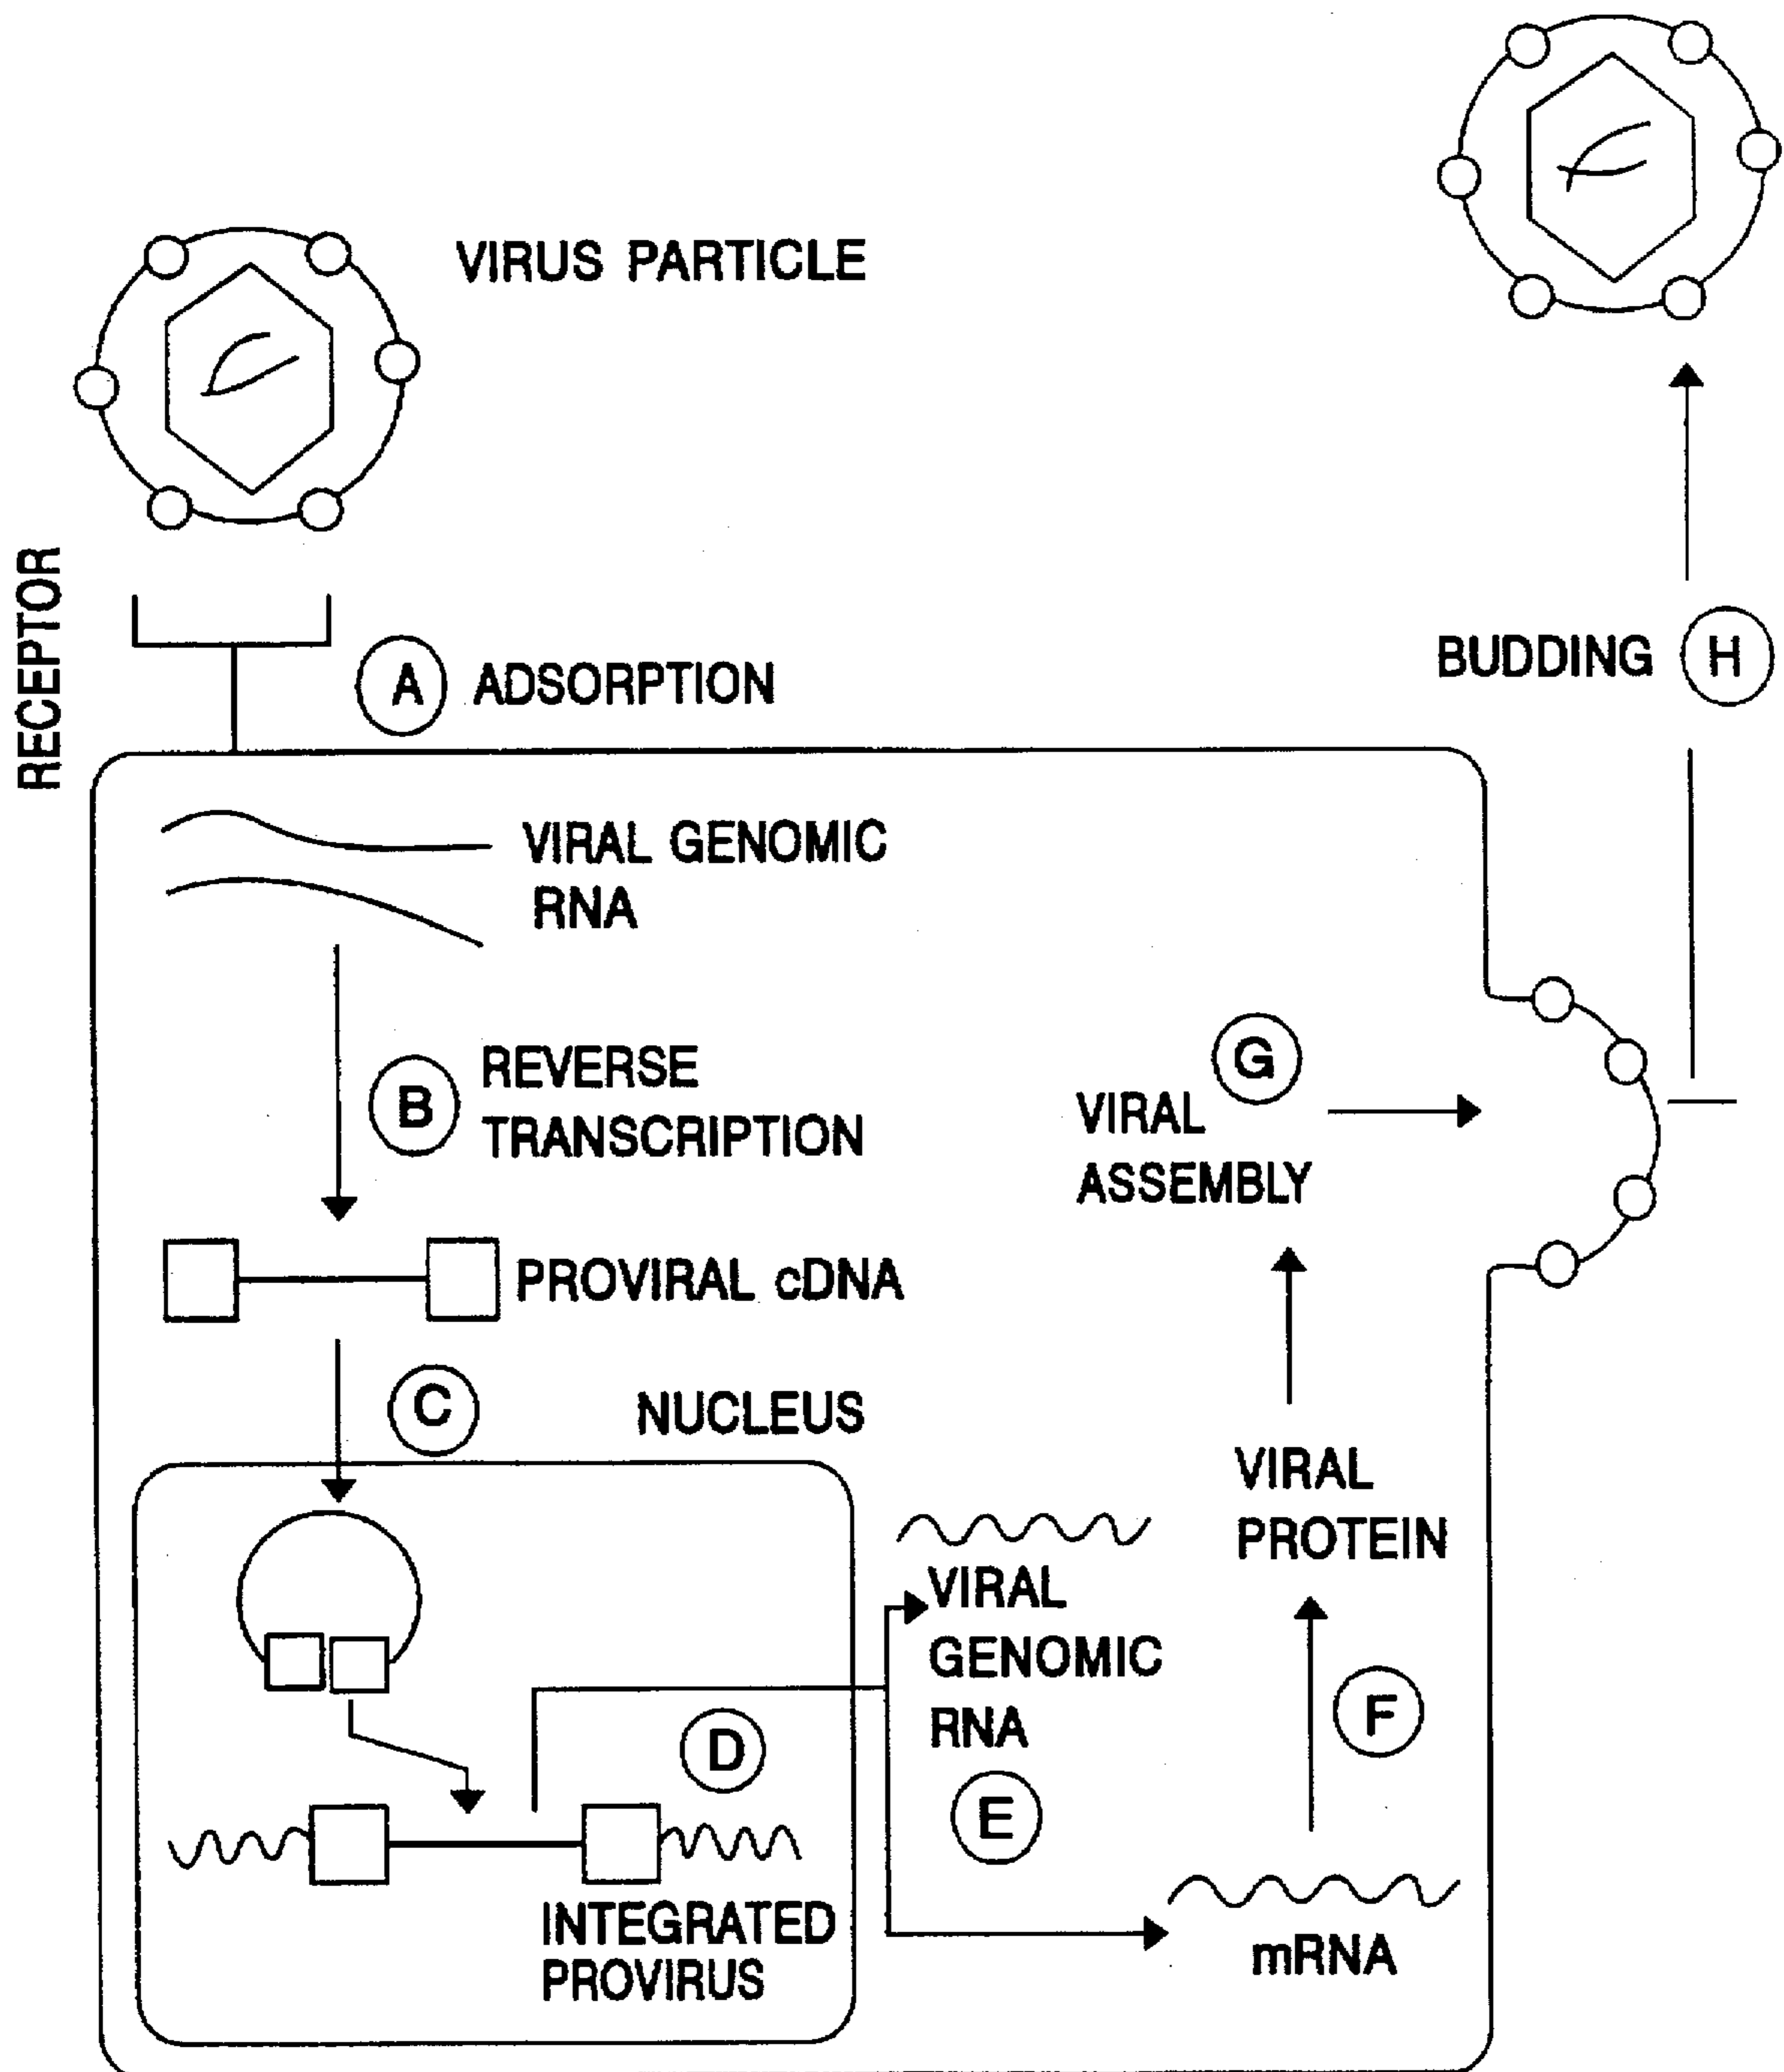 VIRUS PARTICLE
RECEPTOR
A ADSORPTION
BUDDING H
VIRAL GENOMIC
RNA
B REVERSE
TRANSCRIPTION
G
VIRAL
ASSEMBLY
PROVIRAL cDNA
C
NUCLEUS
VIRAL
PROTEIN
VIRAL
GENOMIC
RNA
D
E
F
INTEGRATED
PROVIRUS
mRNA